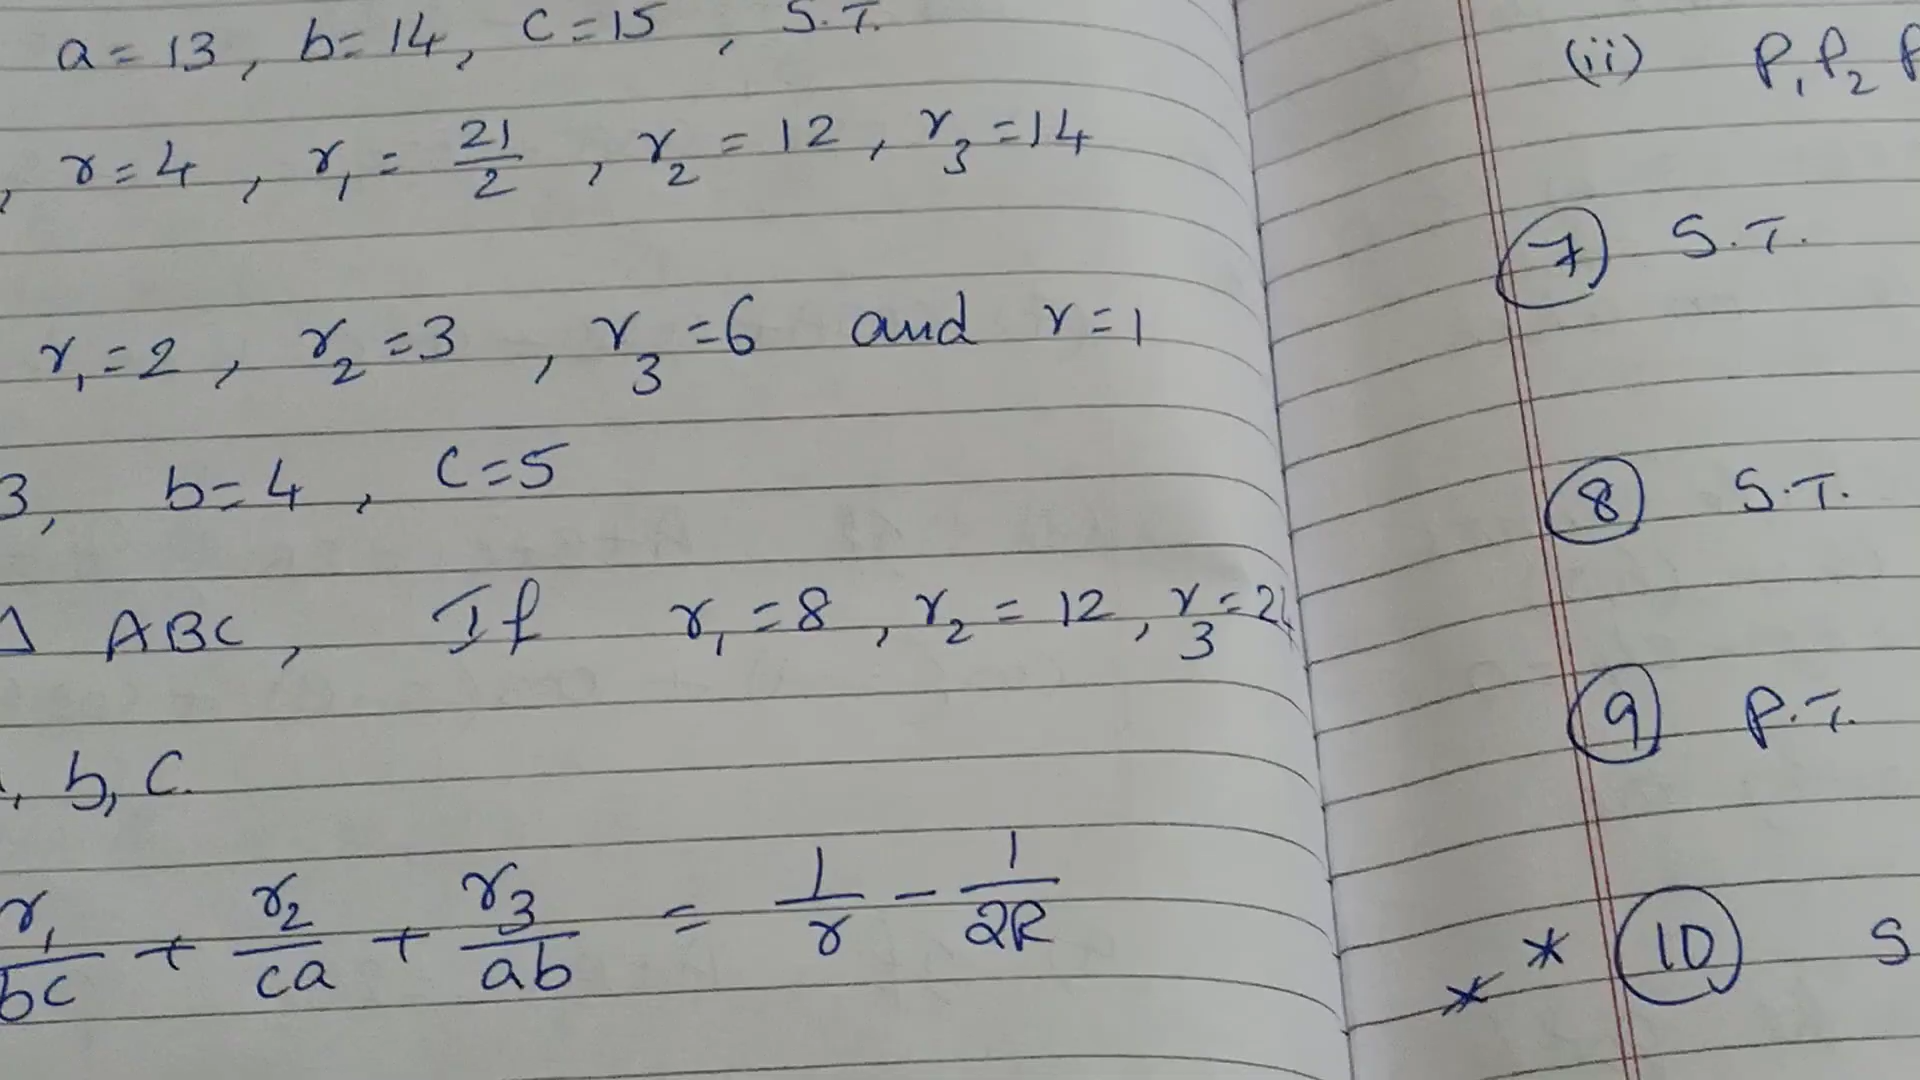 a = 13, b = 14, c = 15, S.T.
, r = 4, r₁ = 21/2, r₂ = 12, r₃ = 14
r₁ = 2, r₂ = 3, r₃ = 6 and r = 1
3, b = 4, c = 5
Δ ABC, If r₁ = 8, r₂ = 12, r₃ = 24
, b, c.
r₁/bc + r₂/ca + r₃/ab = 1/r - 1/2R
(ii) P₁ P₂ P
7 S.T.
8 S.T.
9 P.T.
** 10 S